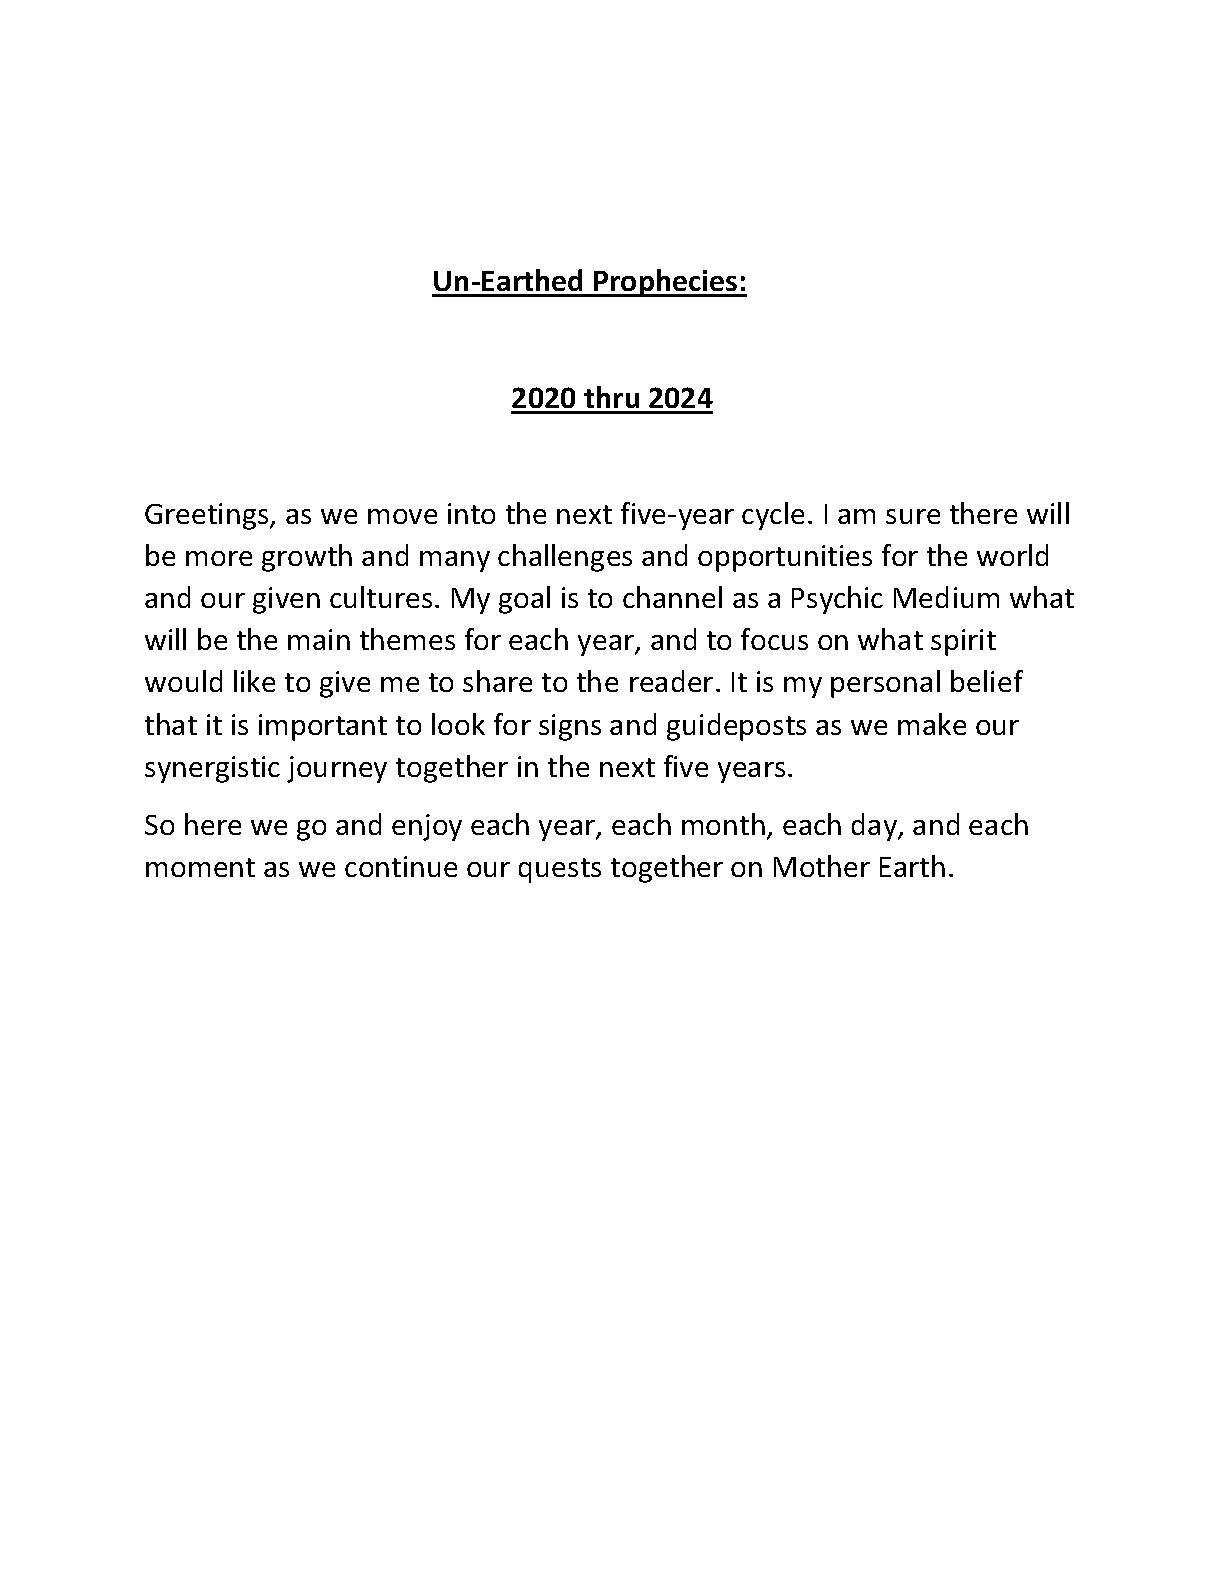 Un-Earthed Prophecies:
2020 thru 2024
Greetings, as we move into the next five-year cycle. I am sure there will
be more growth and many challenges and opportunities for the world
and our given cultures. My goal is to channel as a Psychic Medium what
will be the main themes for each year, and to focus on what spirit
would like to give me to share to the reader. It is my personal belief
that it is important to look for signs and guideposts as we make our
synergistic journey together in the next five years.
So here we go and enjoy each year, each month, each day, and each
moment as we continue our quests together on Mother Earth.